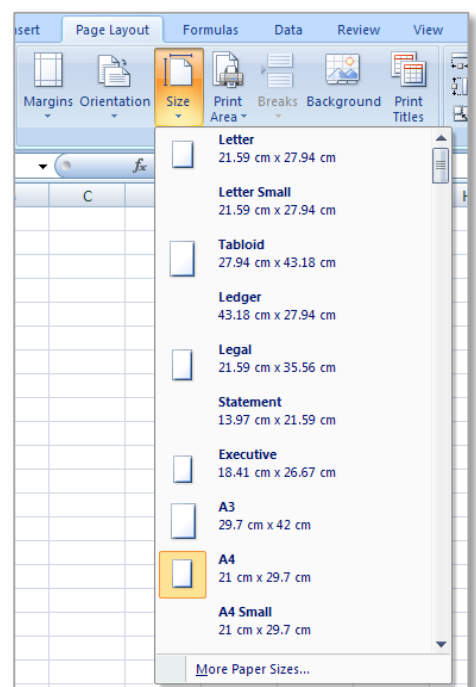 nsert Page Layout Formulas Data Review View
Margins Orientation Size Print Area Breaks Background Print Titles
fx
C
Letter
21.59 cm x 27.94 cm
Letter Small
21.59 cm x 27.94 cm
Tabloid
27.94 cm x 43.18 cm
Ledger
43.18 cm x 27.94 cm
Legal
21.59 cm x 35.56 cm
Statement
13.97 cm x 21.59 cm
Executive
18.41 cm x 26.67 cm
A3
29.7 cm x 42 cm
A4
21 cm x 29.7 cm
A4 Small
21 cm x 29.7 cm
More Paper Sizes...